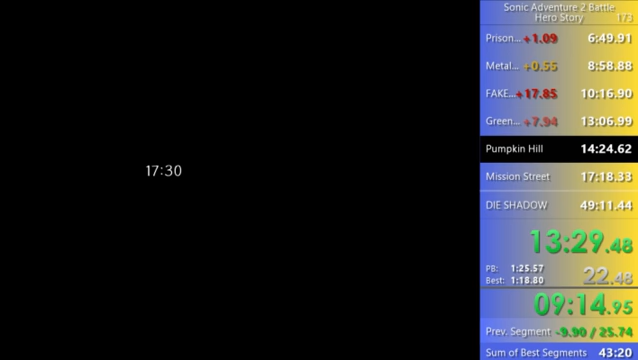 Sonic Adventure 2 Battle
Hero Story 173
Prison... +1.09 6:49.91
Metal... +0.55 8:58.88
FAKE...+17.85 10:16.90
Green... +7.94 13:06.99
Pumpkin Hill 14:24.62
Mission Street 17:18.33
DIE SHADOW 49:11.44
17:30
13:29.48
PB: 1:25.57
Best: 1:18.80
22.48
09:14.95
Prev. Segment -9.90 / 25.74
Sum of Best Segments 43:20